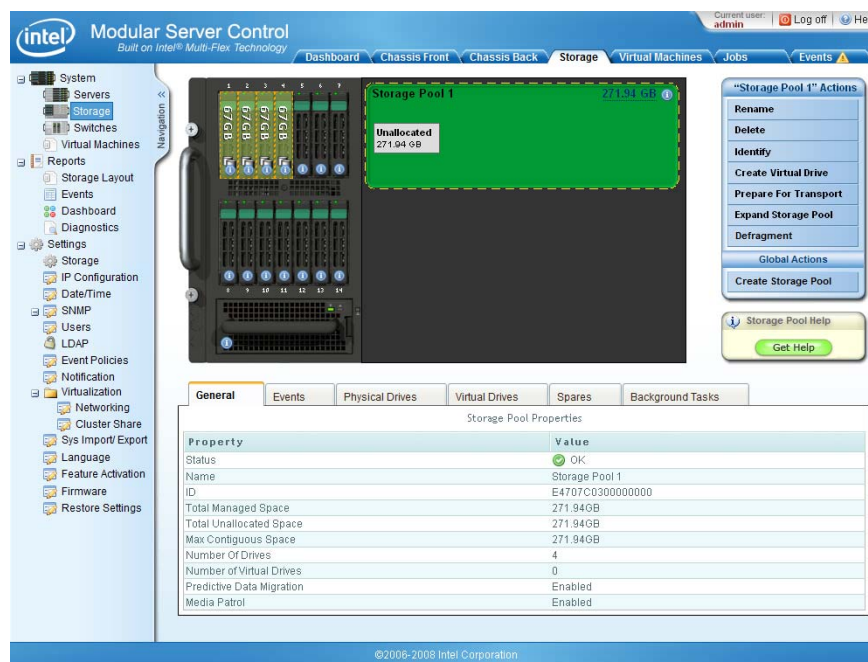 intel
Modular Server Control
Built on Intel® Multi-Flex Technology
Current user:
admin
Log off
He
Dashboard
Chassis Front
Chassis Back
Storage
Virtual Machines
Jobs
Events
System
Servers
Storage
Switches
Virtual Machines
Reports
Storage Layout
Events
Dashboard
Diagnostics
Settings
Storage
IP Configuration
Date/Time
SNMP
Users
LDAP
Event Policies
Notification
Virtualization
Networking
Cluster Share
Sys Import/ Export
Language
Feature Activation
Firmware
Restore Settings
Navigation
1 2 3 4 5 6 7
67 GB 67 GB 67 GB 67 GB
8 9 10 11 12 13 14
Storage Pool 1
271.94 GB
Unallocated
271.94 GB
"Storage Pool 1" Actions
Rename
Delete
Identify
Create Virtual Drive
Prepare For Transport
Expand Storage Pool
Defragment
Global Actions
Create Storage Pool
Storage Pool Help
Get Help
General
Events
Physical Drives
Virtual Drives
Spares
Background Tasks
Storage Pool Properties
Property Value
Status OK
Name Storage Pool 1
ID E4707C0300000000
Total Managed Space 271.94GB
Total Unallocated Space 271.94GB
Max Contiguous Space 271.94GB
Number Of Drives 4
Number of Virtual Drives 0
Predictive Data Migration Enabled
Media Patrol Enabled
©2006-2008 Intel Corporation